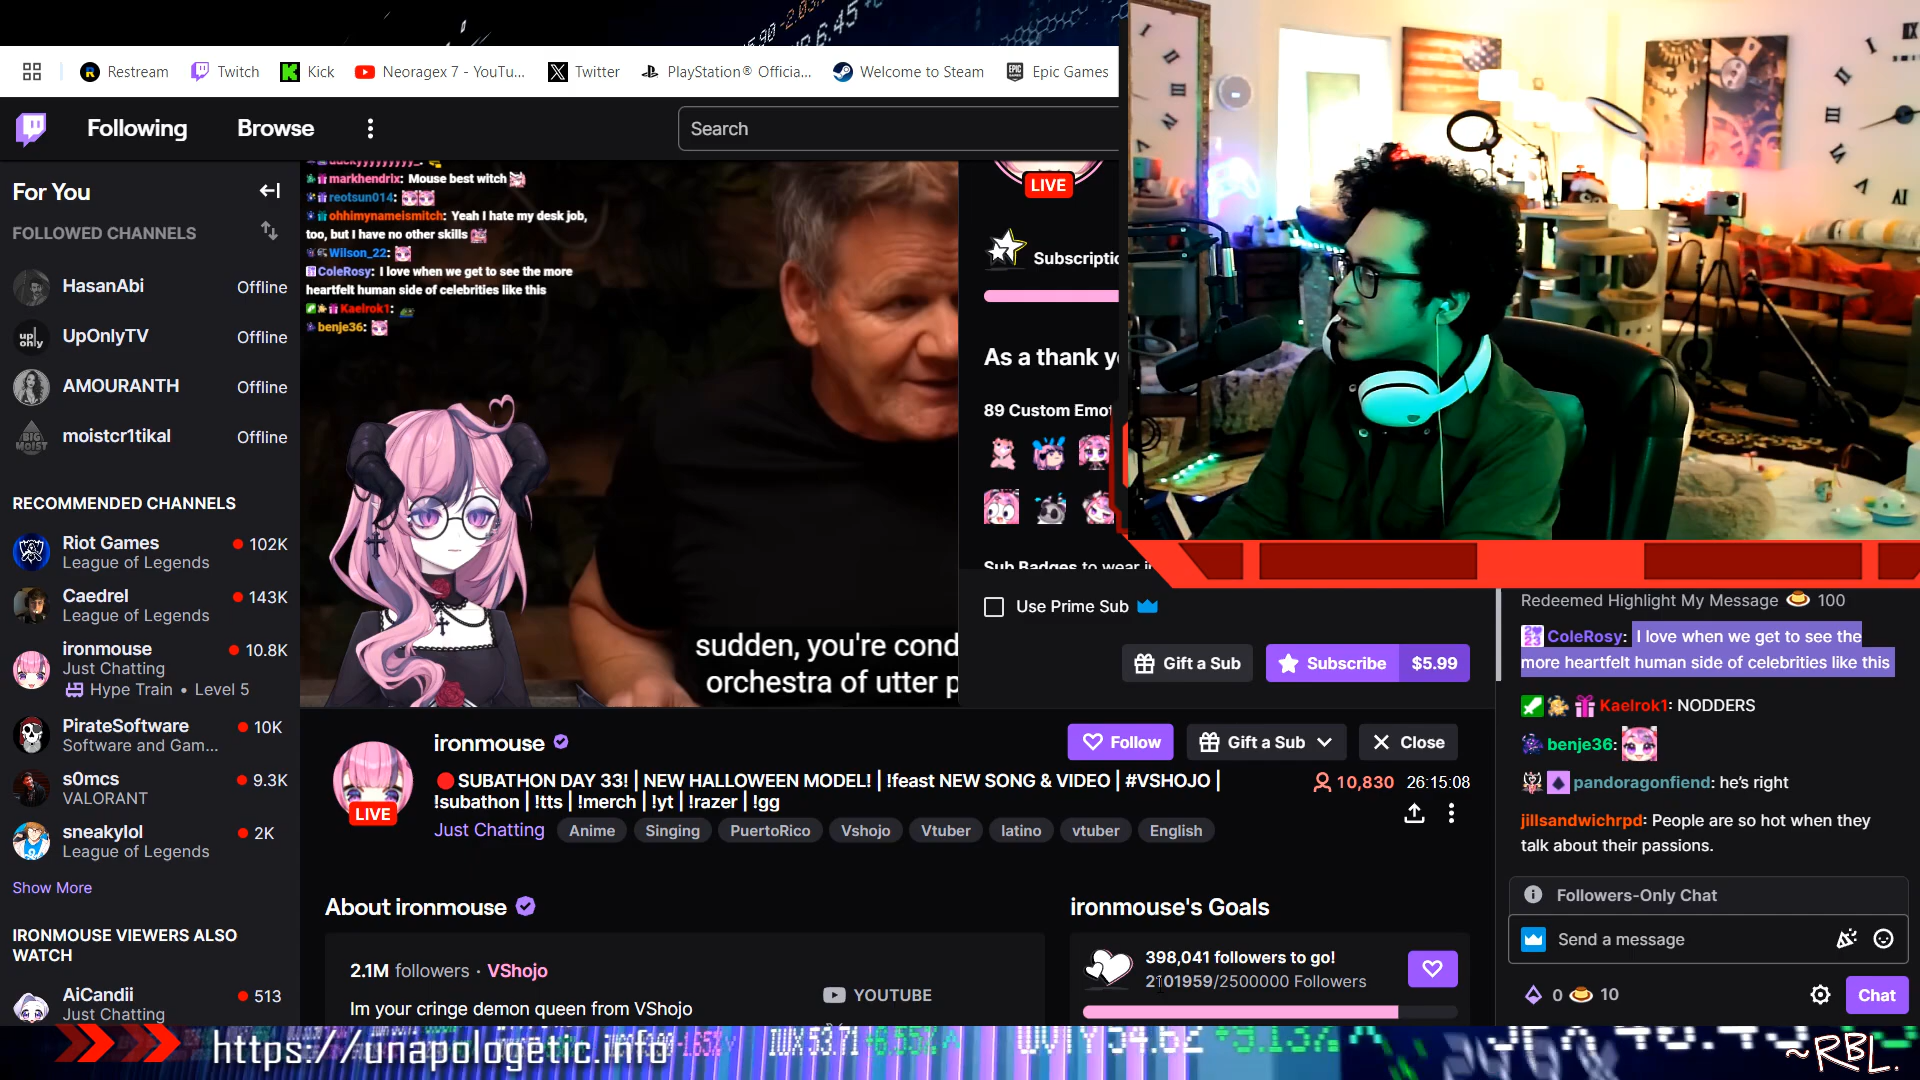 Restream
Twitch
Kick
Neoragex 7 - YouTu...
Twitter
PlayStation® Officia...
Welcome to Steam
Epic Games
Following
Browse
Search
For You
FOLLOWED CHANNELS
HasanAbi Offline
UpOnlyTV Offline
AMOURANTH Offline
moistcr1tikal Offline
RECOMMENDED CHANNELS
Riot Games 102K
League of Legends
Caedrel 143K
League of Legends
ironmouse 10.8K
Just Chatting
Hype Train • Level 5
PirateSoftware 10K
Software and Gam...
s0mcs 9.3K
VALORANT
sneakylol 2K
League of Legends
Show More
IRONMOUSE VIEWERS ALSO
WATCH
AiCandii 513
Just Chatting
markhendrix: Mouse best witch
reotsun014:
ohhimynameismitch: Yeah I hate my desk job,
too, but I have no other skills
Wilson_22:
ColeRosy: I love when we get to see the more
heartfelt human side of celebrities like this
Kaelrok1:
benje36:
sudden, you're cond
orchestra of utter p
LIVE
Subscriptio
As a thank y
89 Custom Emot
Sub Badges to wear i
Use Prime Sub
Gift a Sub
Subscribe $5.99
ironmouse
Follow
Gift a Sub
Close
LIVE
SUBATHON DAY 33! | NEW HALLOWEEN MODEL! | !feast NEW SONG & VIDEO | #VSHOJO |
!subathon | !tts | !merch | !yt | !razer | !gg
10,830 26:15:08
Just Chatting Anime Singing PuertoRico Vshojo Vtuber latino vtuber English
About ironmouse
2.1M followers · VShojo
Im your cringe demon queen from VShojo
YOUTUBE
ironmouse's Goals
398,041 followers to go!
2101959/2500000 Followers
Redeemed Highlight My Message 100
ColeRosy: I love when we get to see the
more heartfelt human side of celebrities like this
Kaelrok1: NODDERS
benje36:
pandoragonfiend: he's right
jillsandwichrpd: People are so hot when they
talk about their passions.
Followers-Only Chat
Send a message
0 10
Chat
https://unapologetic.info
~RBL.